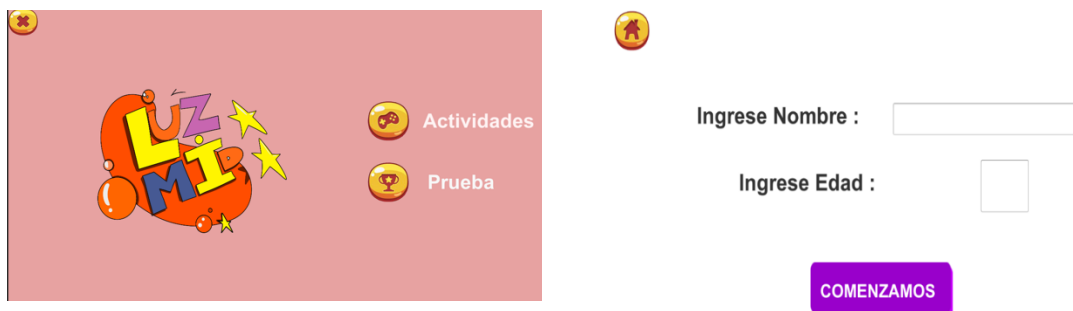 LUZ
MI
Actividades
Prueba
Ingrese Nombre :
Ingrese Edad :
COMENZAMOS